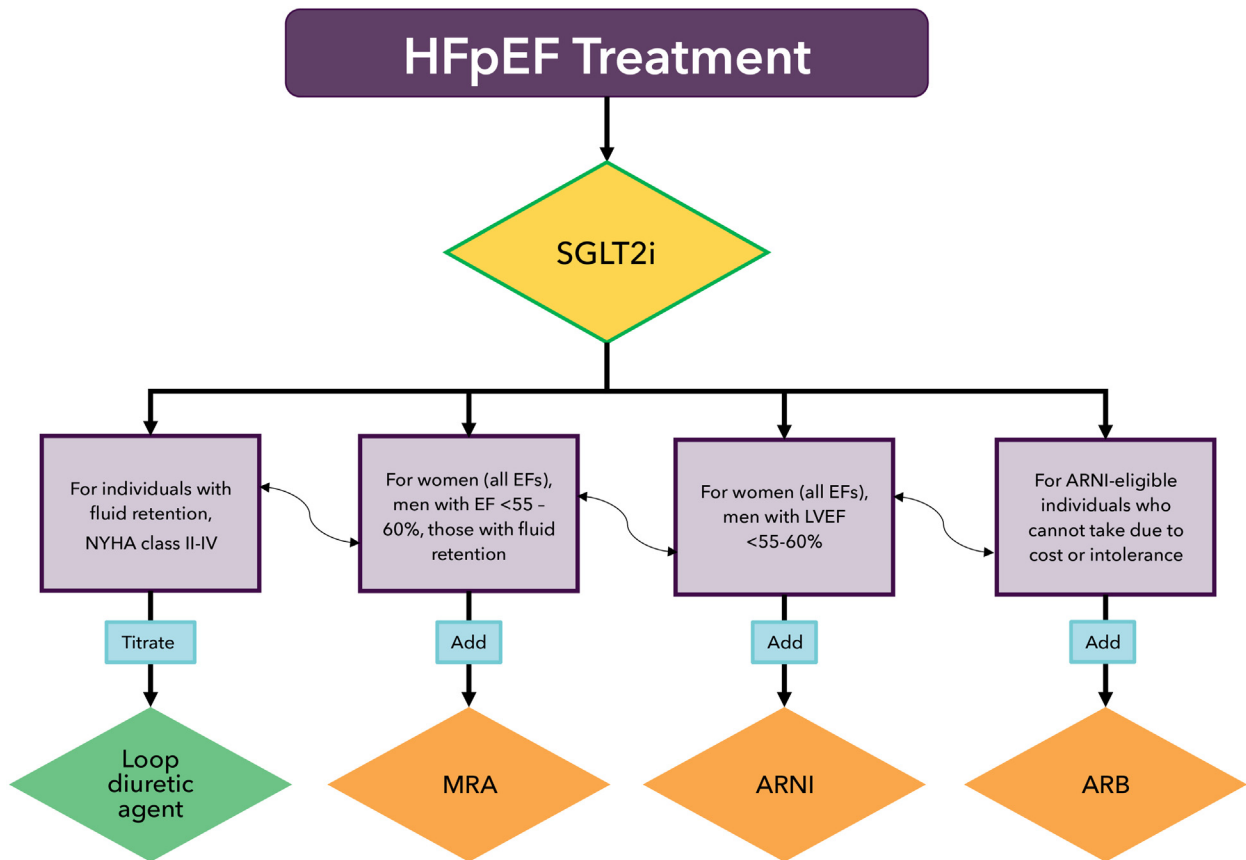 HFpEF Treatment
SGLT2i
For individuals with
fluid retention,
NYHA class II-IV
For women (all EFs),
men with EF <55 –
60%, those with fluid
retention
For women (all EFs),
men with LVEF
<55-60%
For ARNI-eligible
individuals who
cannot take due to
cost or intolerance
Titrate
Add
Add
Add
Loop
diuretic
agent
MRA
ARNI
ARB